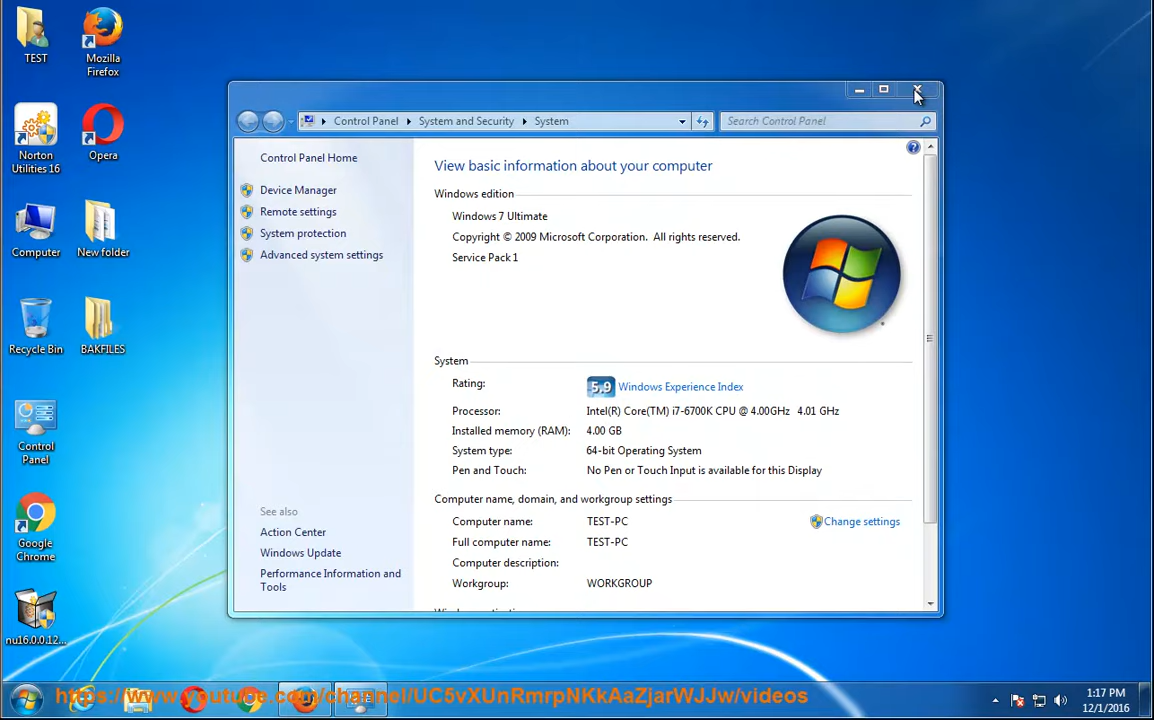 TEST
Mozilla
Firefox
Norton
Utilities 16
Opera
Computer
New folder
Recycle Bin
BAKFILES
Control
Panel
Google
Chrome
nu16.0.0.12...
Control Panel System and Security System
Search Control Panel
Control Panel Home
Device Manager
Remote settings
System protection
Advanced system settings
See also
Action Center
Windows Update
Performance Information and
Tools
View basic information about your computer
Windows edition
Windows 7 Ultimate
Copyright © 2009 Microsoft Corporation. All rights reserved.
Service Pack 1
System
Rating: 5.9 Windows Experience Index
Processor: Intel(R) Core(TM) i7-6700K CPU @ 4.00GHz 4.01 GHz
Installed memory (RAM): 4.00 GB
System type: 64-bit Operating System
Pen and Touch: No Pen or Touch Input is available for this Display
Computer name, domain, and workgroup settings
Computer name: TEST-PC Change settings
Full computer name: TEST-PC
Computer description:
Workgroup: WORKGROUP
https://www.youtube.com/channel/UC5vXUnRmrpNKkAaZjarWJJw/videos
1:17 PM
12/1/2016